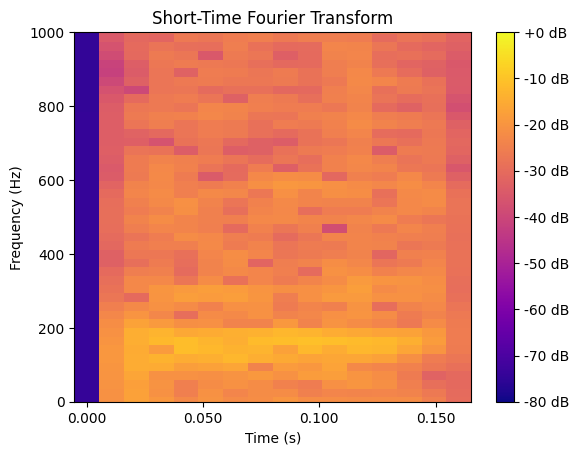 Short-Time Fourier Transform
1000
800
600
400
200
0
Frequency (Hz)
0.000
0.050
0.100
0.150
Time (s)
+0 dB
-10 dB
-20 dB
-30 dB
-40 dB
-50 dB
-60 dB
-70 dB
-80 dB